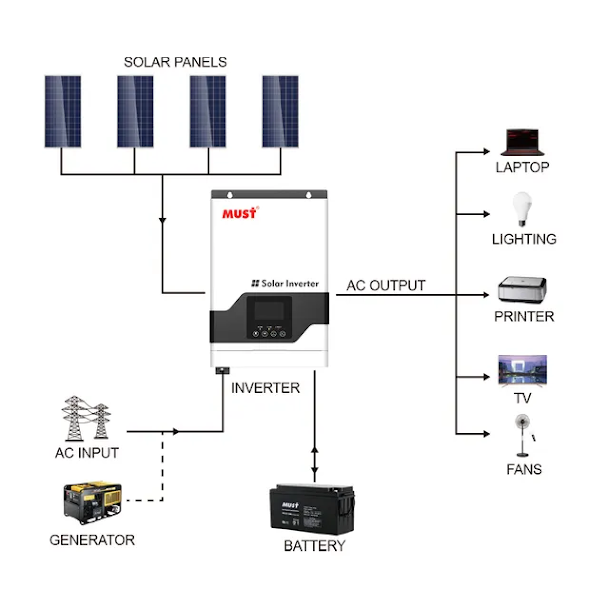 SOLAR PANELS
MUST®
Solar Inverter
AC OUTPUT
LAPTOP
LIGHTING
PRINTER
TV
FANS
INVERTER
AC INPUT
GENERATOR
MUST
BATTERY